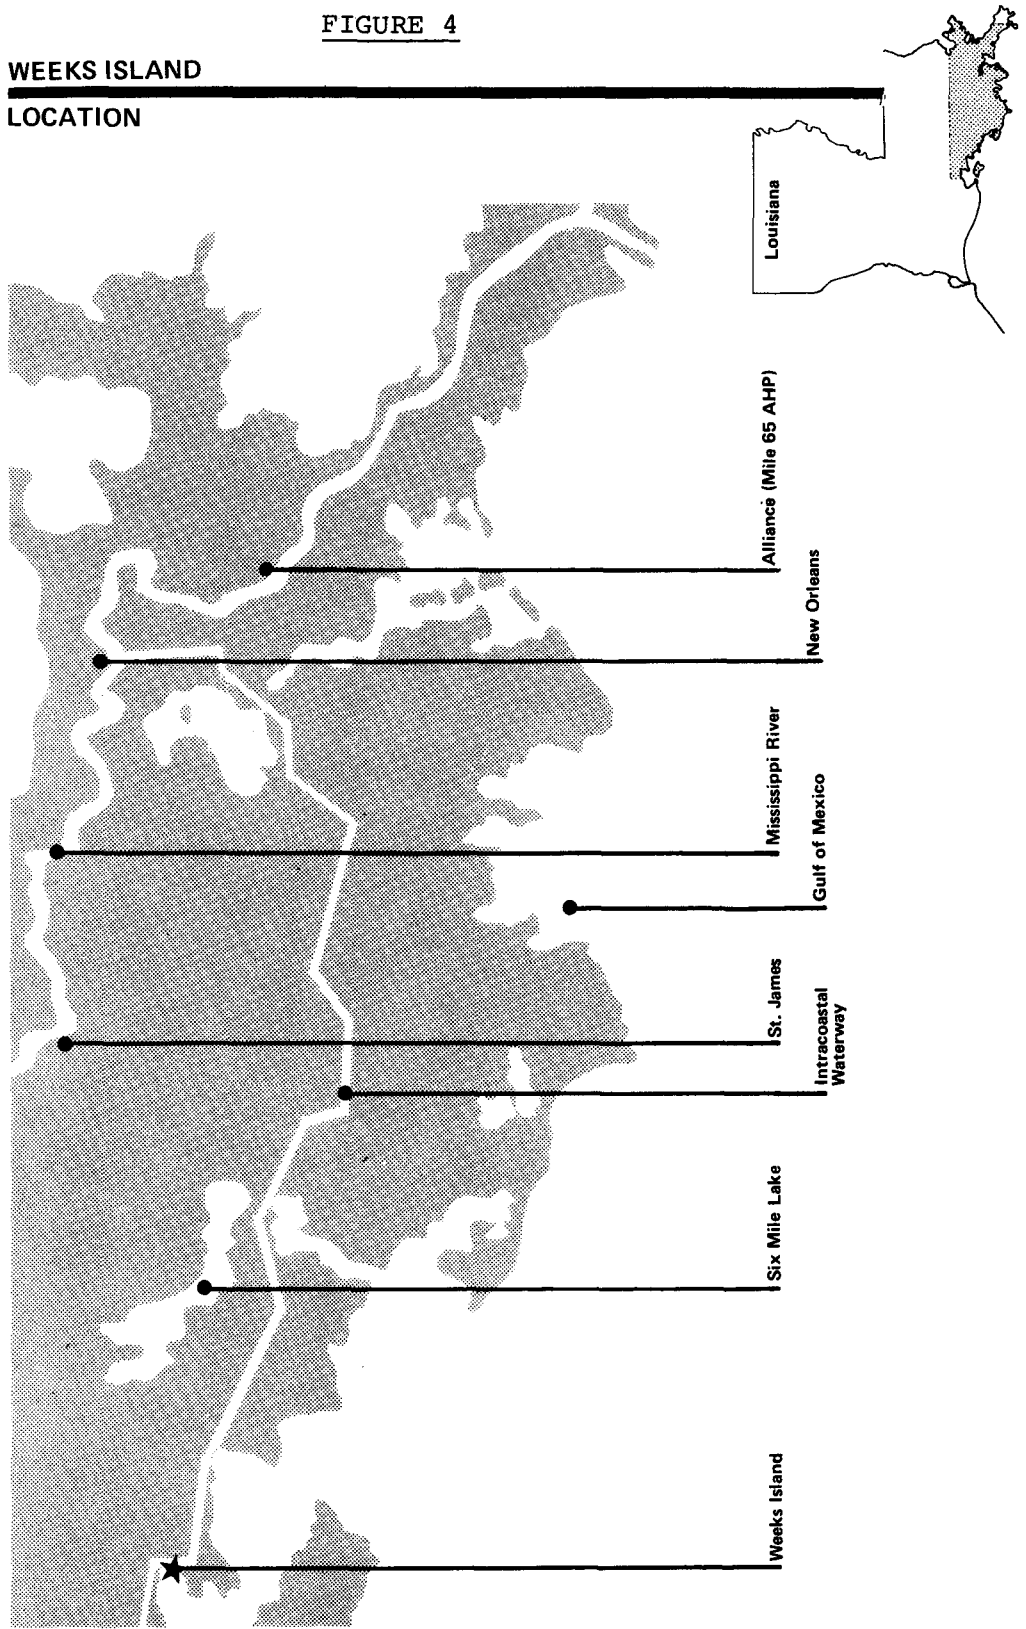 FIGURE 4
WEEKS ISLAND
LOCATION
Louisiana
Alliance (Mile 65 AHP)
New Orleans
Mississippi River
Gulf of Mexico
St. James
Intracoastal
Waterway
Six Mile Lake
Weeks Island